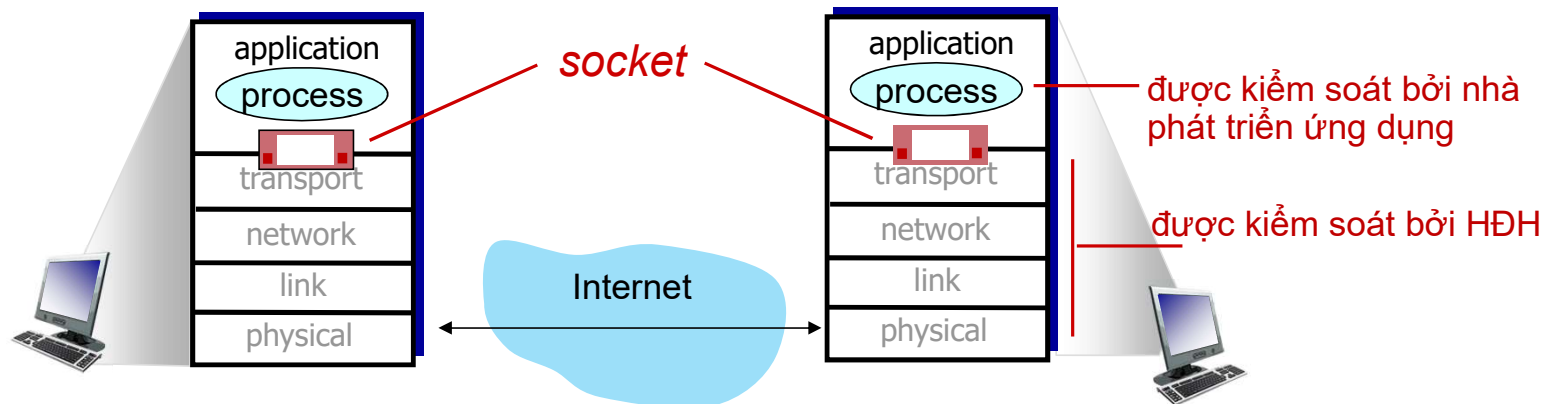 application
process
transport
network
link
physical
socket
Internet
application
process
transport
network
link
physical
được kiểm soát bởi nhà
phát triển ứng dụng
được kiểm soát bởi HĐH